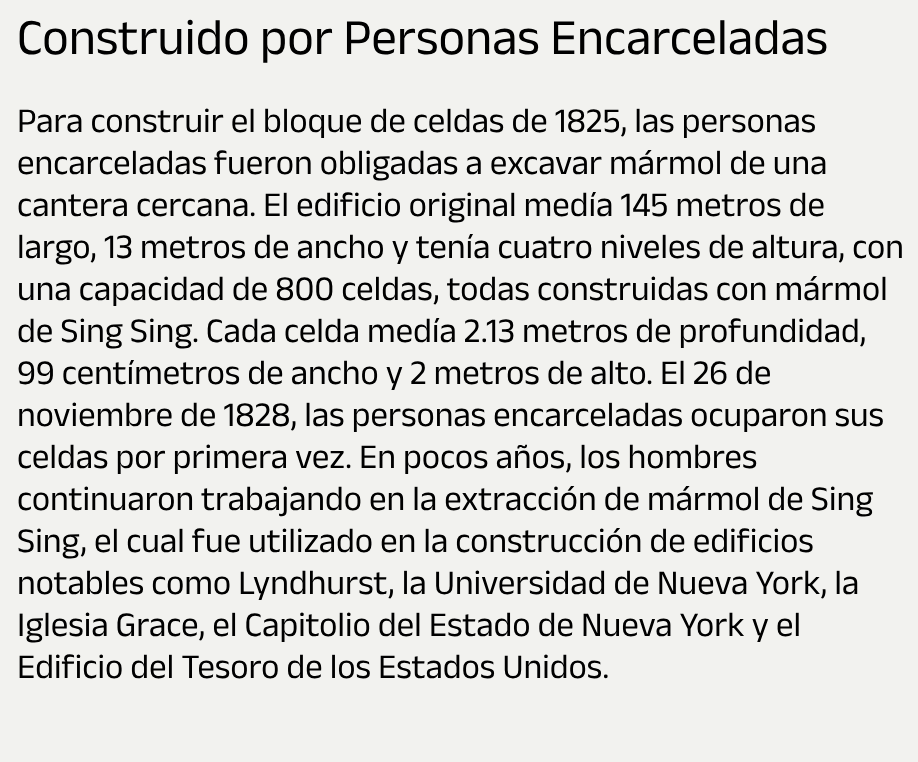 Construido por Personas Encarceladas
Para construir el bloque de celdas de 1825, las personas
encarceladas fueron obligadas a excavar mármol de una
cantera cercana. El edificio original medía 145 metros de
largo, 13 metros de ancho y tenía cuatro niveles de altura, con
una capacidad de 800 celdas, todas construidas con mármol
de Sing Sing. Cada celda medía 2.13 metros de profundidad,
99 centímetros de ancho y 2 metros de alto. El 26 de
noviembre de 1828, las personas encarceladas ocuparon sus
celdas por primera vez. En pocos años, los hombres
continuaron trabajando en la extracción de mármol de Sing
Sing, el cual fue utilizado en la construcción de edificios
notables como Lyndhurst, la Universidad de Nueva York, la
Iglesia Grace, el Capitolio del Estado de Nueva York y el
Edificio del Tesoro de los Estados Unidos.